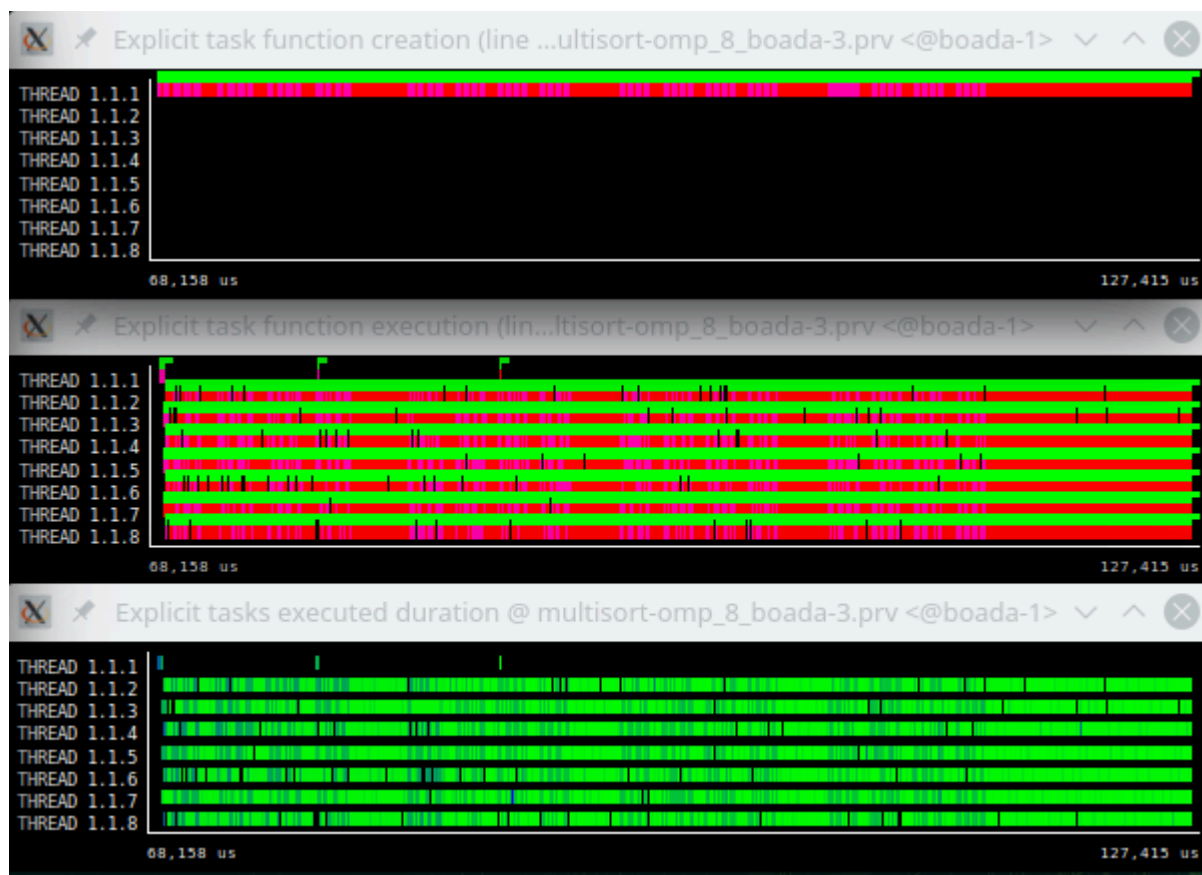 Explicit task function creation (line ...ultisort-omp_8_boada-3.prv <@boada-1>
THREAD 1.1.1
THREAD 1.1.2
THREAD 1.1.3
THREAD 1.1.4
THREAD 1.1.5
THREAD 1.1.6
THREAD 1.1.7
THREAD 1.1.8
68,158 us 127,415 us
Explicit task function execution (lin...ltisort-omp_8_boada-3.prv <@boada-1>
THREAD 1.1.1
THREAD 1.1.2
THREAD 1.1.3
THREAD 1.1.4
THREAD 1.1.5
THREAD 1.1.6
THREAD 1.1.7
THREAD 1.1.8
68,158 us 127,415 us
Explicit tasks executed duration @ multisort-omp_8_boada-3.prv <@boada-1>
THREAD 1.1.1
THREAD 1.1.2
THREAD 1.1.3
THREAD 1.1.4
THREAD 1.1.5
THREAD 1.1.6
THREAD 1.1.7
THREAD 1.1.8
68,158 us 127,415 us